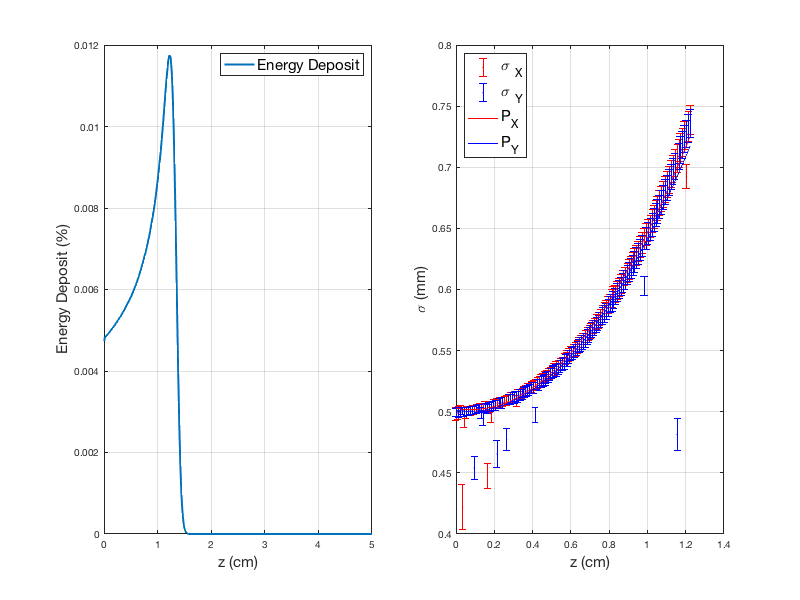 0.012
0.01
0.008
0.006
0.004
0.002
0
Energy Deposit (%)
Energy Deposit
0 1 2 3 4 5
z (cm)
0.8
0.75
0.7
0.65
0.6
0.55
0.5
0.45
0.4
σ (mm)
σ X
σ Y
P X
P Y
0 0.2 0.4 0.6 0.8 1 1.2 1.4
z (cm)